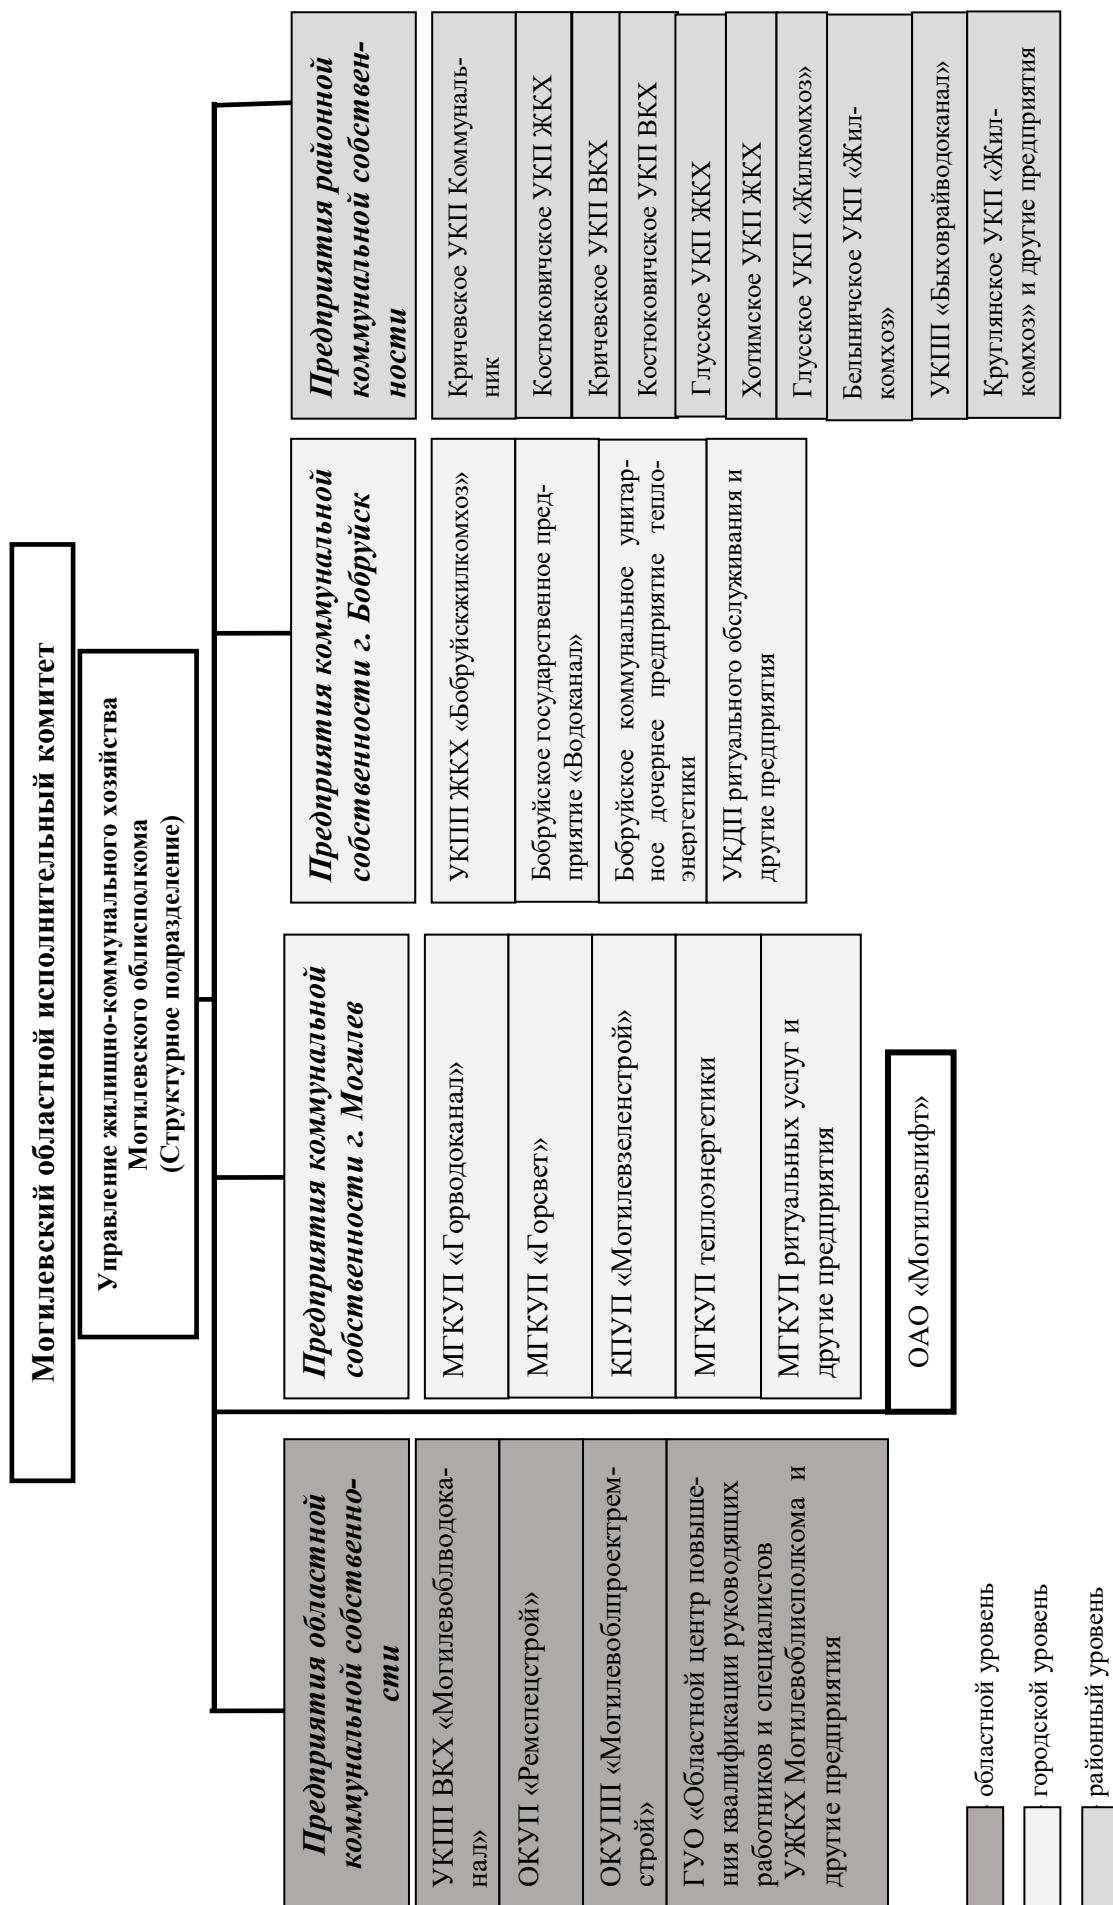 Могилевский областной исполнительный комитет
Управление жилищно-коммунального хозяйства
Могилевского облисполкома
(Структурное подразделение)
Предприятия областной
коммунальной собственно-
сти
УКПП ВКХ «Могилевоблводока-
нал»
ОКУП «Ремспецстрой»
ОКУПП «Могилевоблпроектрем-
строй»
ГУО «Областной центр повыше-
ния квалификации руководящих
работников и специалистов
УЖКХ Могилевоблисполкома и
другие предприятия
Предприятия коммунальной
собственности г. Могилев
МГКУП «Горводоканал»
МГКУП «Горсвет»
КПУП «Могилевзеленстрой»
МГКУП теплоэнергетики
МГКУП ритуальных услуг и
другие предприятия
ОАО «Могилевлифт»
Предприятия коммунальной
собственности г. Бобруйск
УКПП ЖКХ «Бобруйскжилкомхоз»
Бобруйское государственное пред-
приятие «Водоканал»
Бобруйское коммунальное унитар-
ное дочернее предприятие тепло-
энергетики
УКДП ритуального обслуживания и
другие предприятия
Предприятия районной
коммунальной собствен-
ности
Кричевское УКП Коммуналь-
ник
Костюковичское УКП ЖКХ
Кричевское УКП ВКХ
Костюковичское УКП ВКХ
Глусское УКП ЖКХ
Хотимское УКП ЖКХ
Глусское УКП «Жилкомхоз»
Белыничское УКП «Жил-
комхоз»
УКПП «Быховрайводоканал»
Круглянское УКП «Жил-
комхоз» и другие предприятия
областной уровень
городской уровень
районный уровень